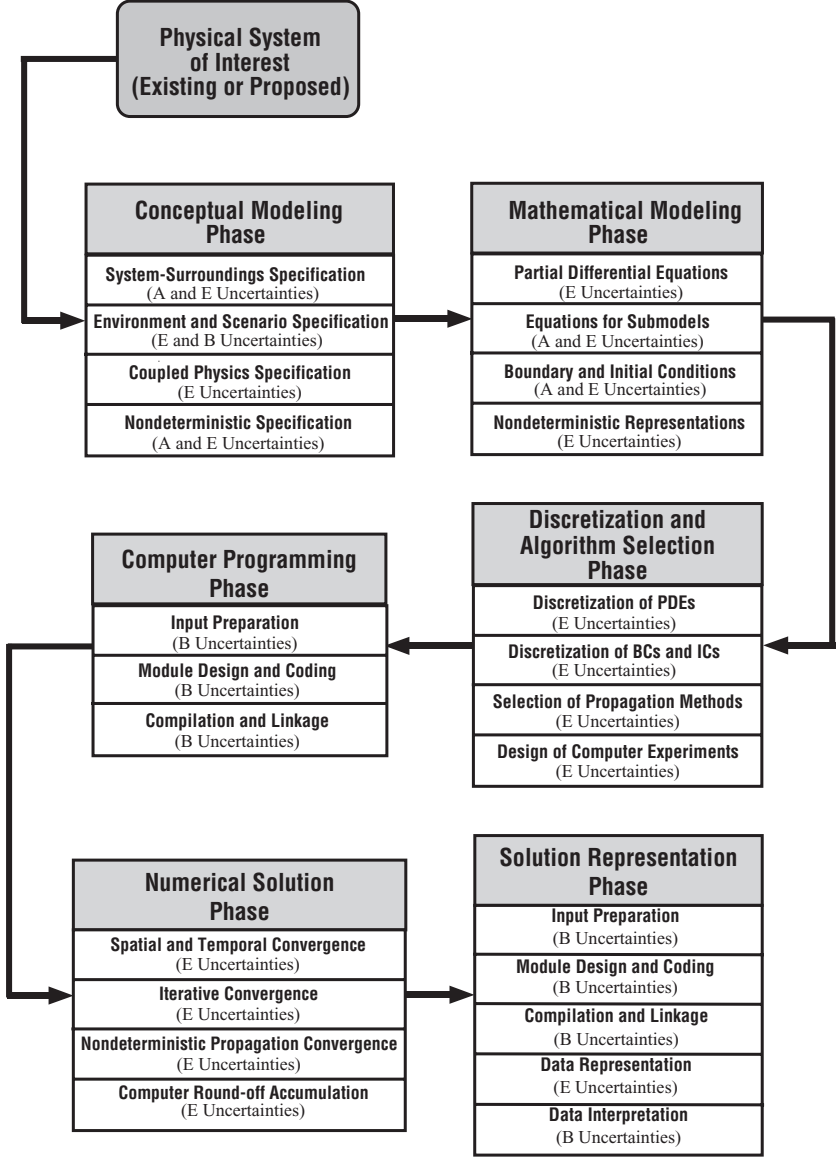 Physical System
of Interest
(Existing or Proposed)
Conceptual Modeling
Phase
System-Surroundings Specification
(A and E Uncertainties)
Environment and Scenario Specification
(E and B Uncertainties)
Coupled Physics Specification
(E Uncertainties)
Nondeterministic Specification
(A and E Uncertainties)
Mathematical Modeling
Phase
Partial Differential Equations
(E Uncertainties)
Equations for Submodels
(A and E Uncertainties)
Boundary and Initial Conditions
(A and E Uncertainties)
Nondeterministic Representations
(E Uncertainties)
Discretization and
Algorithm Selection
Phase
Discretization of PDEs
(E Uncertainties)
Discretization of BCs and ICs
(E Uncertainties)
Selection of Propagation Methods
(E Uncertainties)
Design of Computer Experiments
(E Uncertainties)
Computer Programming
Phase
Input Preparation
(B Uncertainties)
Module Design and Coding
(B Uncertainties)
Compilation and Linkage
(B Uncertainties)
Numerical Solution
Phase
Spatial and Temporal Convergence
(E Uncertainties)
Iterative Convergence
(E Uncertainties)
Nondeterministic Propagation Convergence
(E Uncertainties)
Computer Round-off Accumulation
(E Uncertainties)
Solution Representation
Phase
Input Preparation
(B Uncertainties)
Module Design and Coding
(B Uncertainties)
Compilation and Linkage
(B Uncertainties)
Data Representation
(E Uncertainties)
Data Interpretation
(B Uncertainties)